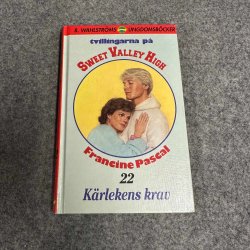 B. WAHLSTRÖMS UNGDOMSBÖCKER
tvillingarna på
SWEET VALLEY HIGH
Francine Pascal
22
Kärlekens krav